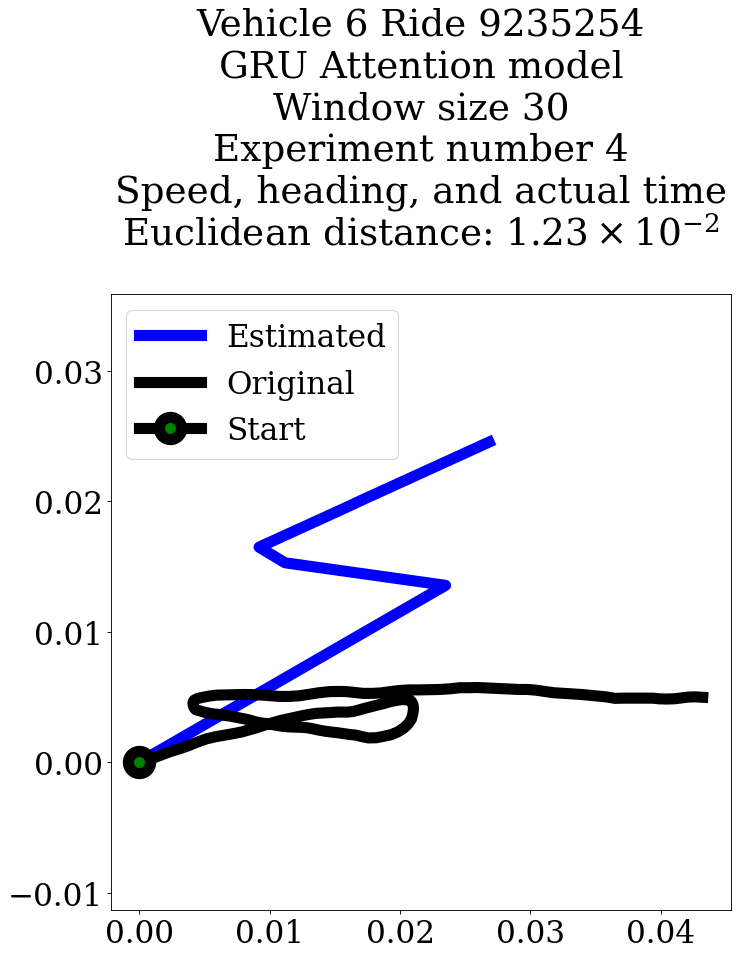 Vehicle 6 Ride 9235254
GRU Attention model
Window size 30
Experiment number 4
Speed, heading, and actual time
Euclidean distance: 1.23 × 10⁻²
Estimated
Original
Start
0.03
0.02
0.01
0.00
−0.01
0.00 0.01 0.02 0.03 0.04